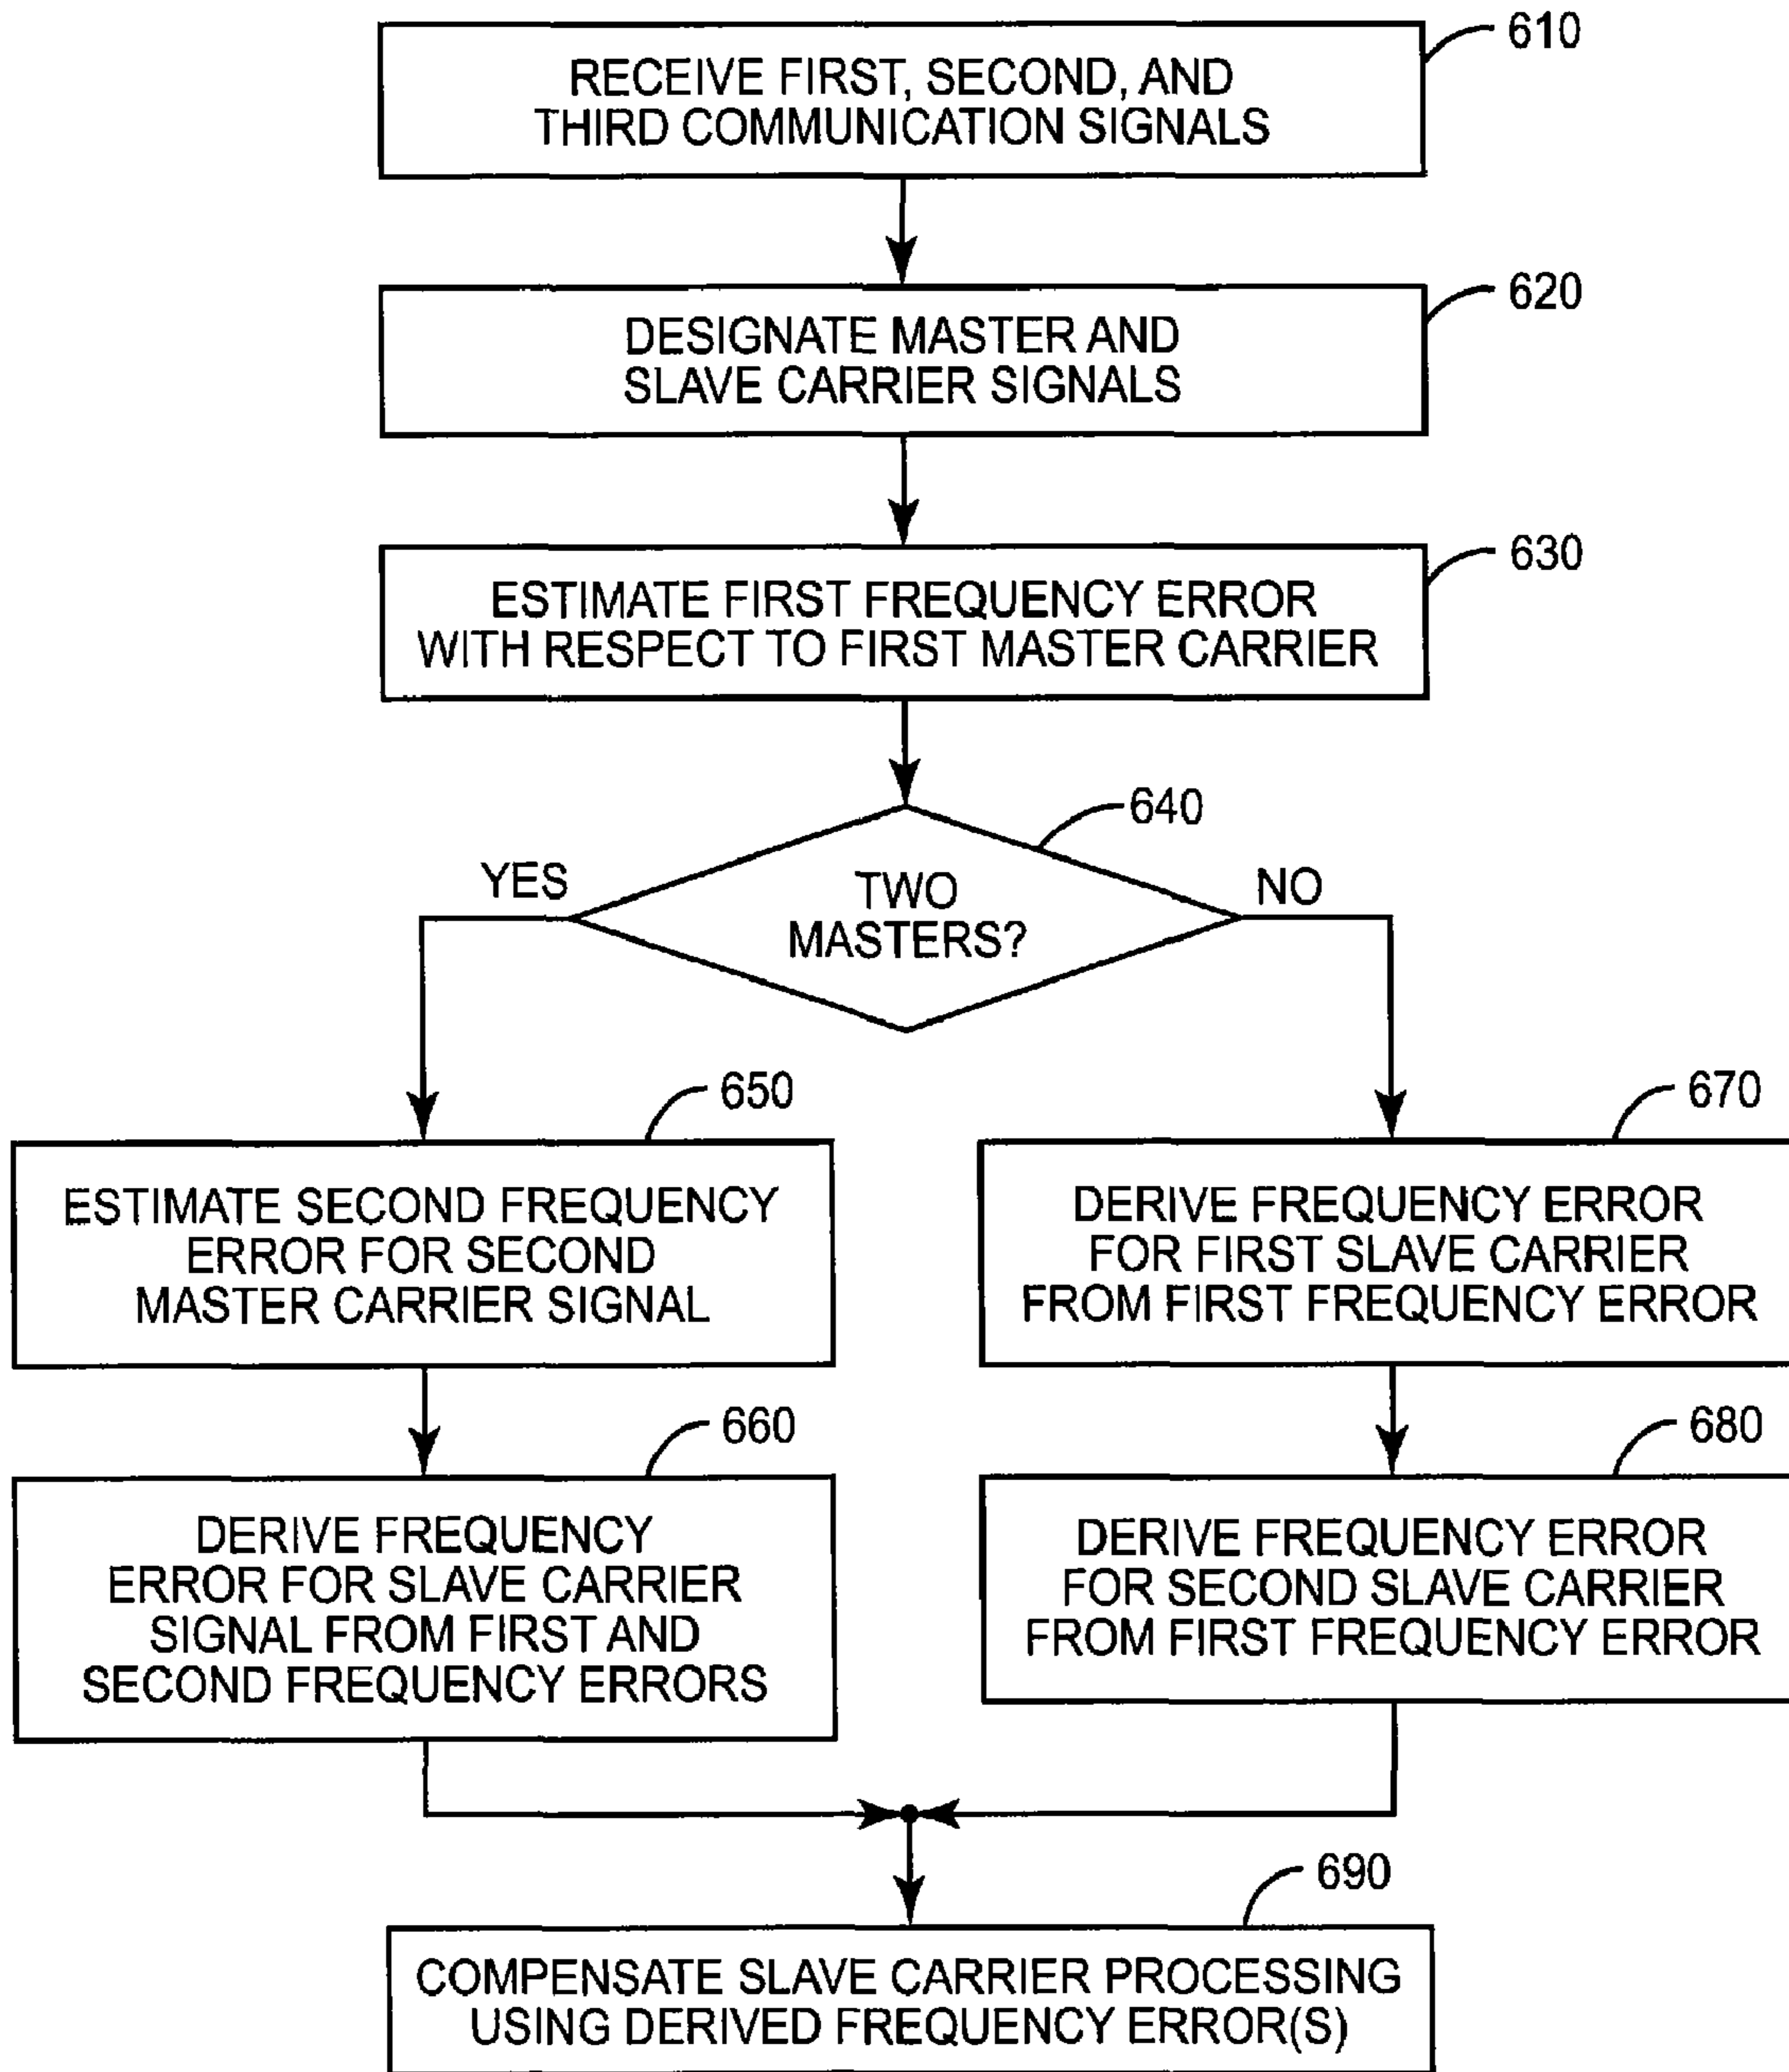 610
RECEIVE FIRST, SECOND, AND
THIRD COMMUNICATION SIGNALS
620
DESIGNATE MASTER AND
SLAVE CARRIER SIGNALS
630
ESTIMATE FIRST FREQUENCY ERROR
WITH RESPECT TO FIRST MASTER CARRIER
640
YES
TWO
MASTERS?
NO
650
ESTIMATE SECOND FREQUENCY
ERROR FOR SECOND
MASTER CARRIER SIGNAL
670
DERIVE FREQUENCY ERROR
FOR FIRST SLAVE CARRIER
FROM FIRST FREQUENCY ERROR
660
DERIVE FREQUENCY
ERROR FOR SLAVE CARRIER
SIGNAL FROM FIRST AND
SECOND FREQUENCY ERRORS
680
DERIVE FREQUENCY ERROR
FOR SECOND SLAVE CARRIER
FROM FIRST FREQUENCY ERROR
690
COMPENSATE SLAVE CARRIER PROCESSING
USING DERIVED FREQUENCY ERROR(S)